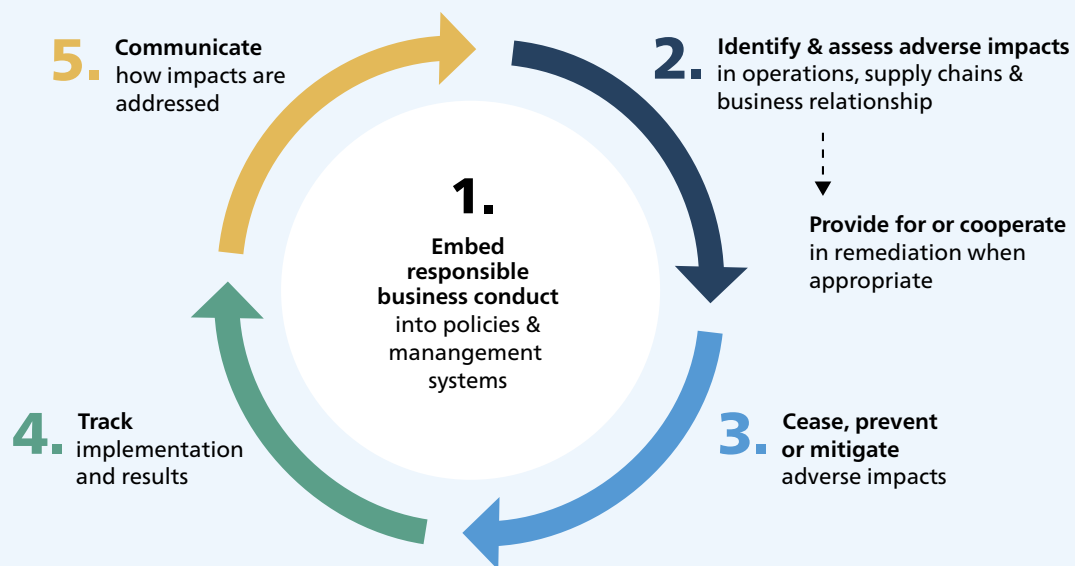 1.
Embed
responsible
business conduct
into policies &
manangement
systems
2.
Identify & assess adverse impacts
in operations, supply chains &
business relationship
Provide for or cooperate
in remediation when
appropriate
3.
Cease, prevent
or mitigate
adverse impacts
4.
Track
implementation
and results
5.
Communicate
how impacts are
addressed